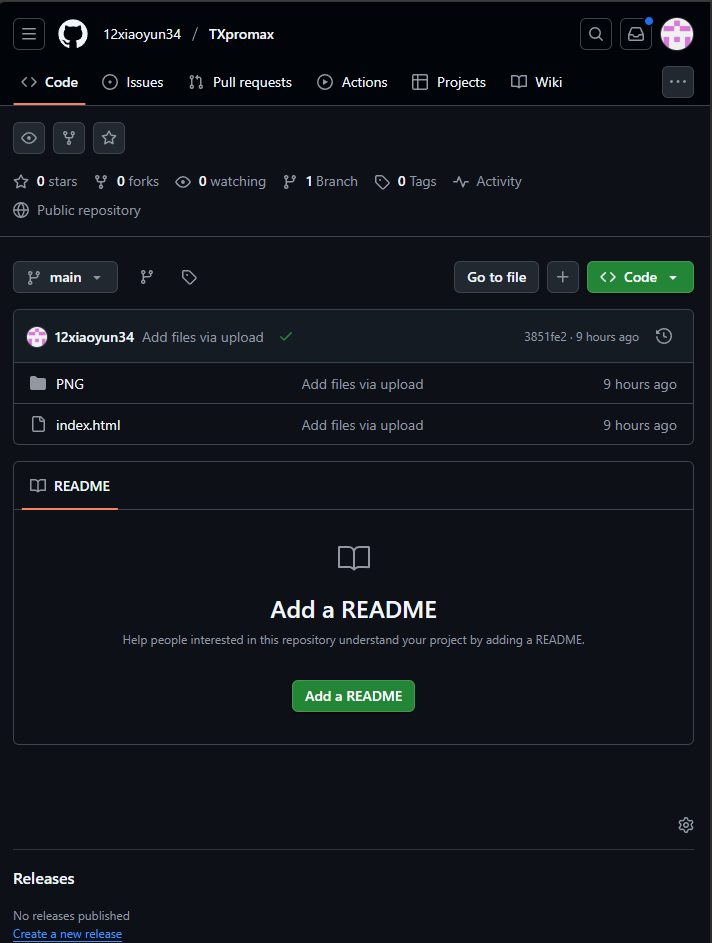 12xiaoyun34 / TXpromax
Code Issues Pull requests Actions Projects Wiki
0 stars 0 forks 0 watching 1 Branch 0 Tags Activity
Public repository
main Go to file Code
12xiaoyun34 Add files via upload 3851fe2 · 9 hours ago
PNG Add files via upload 9 hours ago
index.html Add files via upload 9 hours ago
README
Add a README
Help people interested in this repository understand your project by adding a README.
Add a README
Releases
No releases published
Create a new release